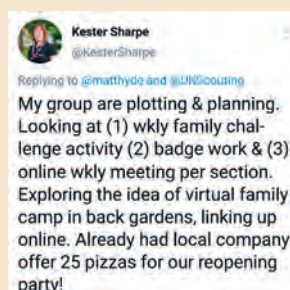 Kester Sharpe
@KesterSharpe
Replying to @matthyde and @UKScouting
My group are plotting & planning.
Looking at (1) wkly family chal-
lenge activity (2) badge work & (3)
online wkly meeting per section.
Exploring the idea of virtual family
camp in back gardens, linking up
online. Already had local company
offer 25 pizzas for our reopening
party!